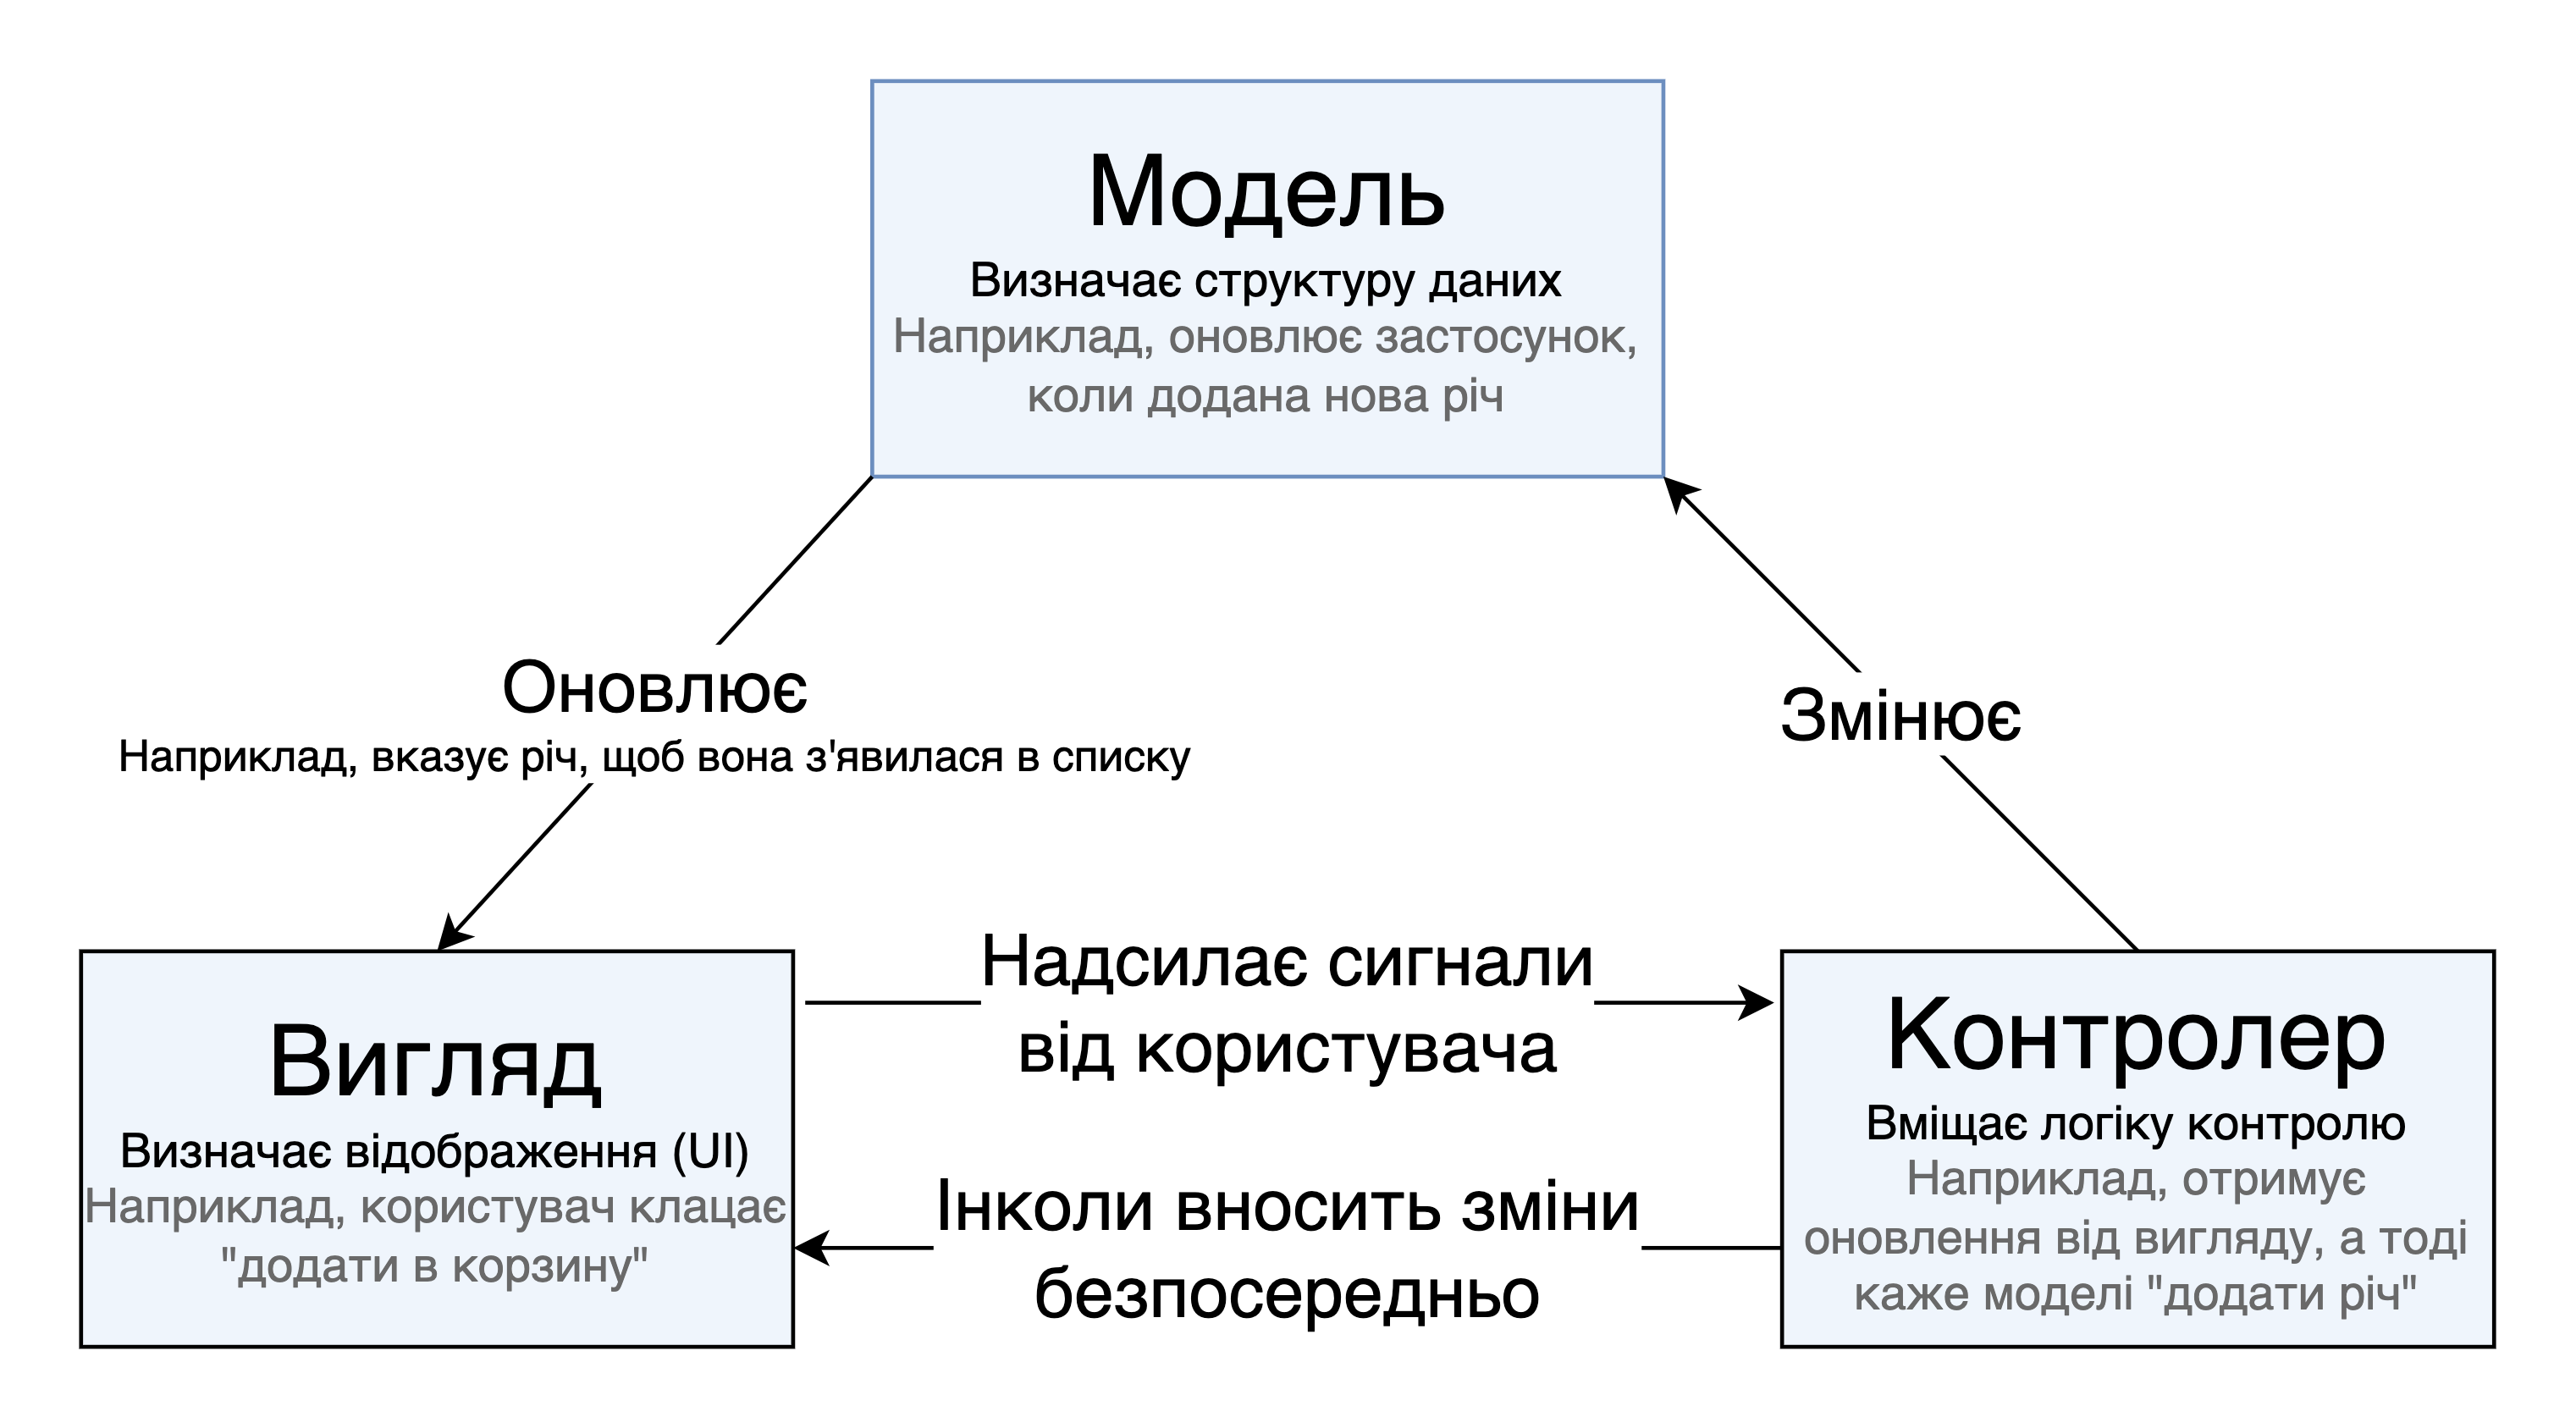 Модель
Визначає структуру даних
Наприклад, оновлює застосунок,
коли додана нова річ
Оновлює
Наприклад, вказує річ, щоб вона з'явилася в списку
Змінює
Надсилає сигнали
від користувача
Вигляд
Визначає відображення (UI)
Наприклад, користувач клацає
"додати в корзину"
Інколи вносить зміни
безпосередньо
Контролер
Вміщає логіку контролю
Наприклад, отримує
оновлення від вигляду, а тоді
каже моделі "додати річ"